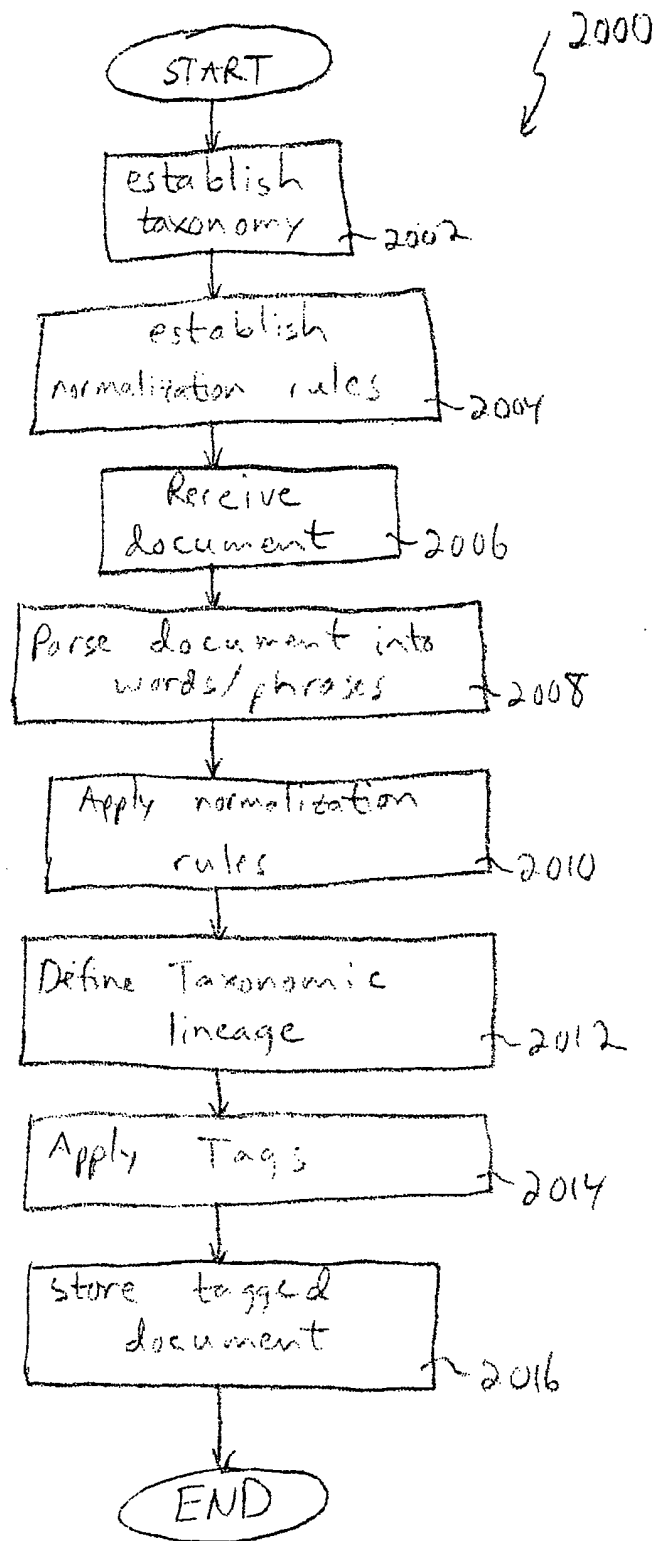 2000
START
establish
taxonomy
2002
establish
normalization rules
2004
Receive
document
2006
Parse document into
words/phrases
2008
Apply normalization
rules
2010
Define Taxonomic
lineage
2012
Apply Tags
2014
store tagged
document
2016
END